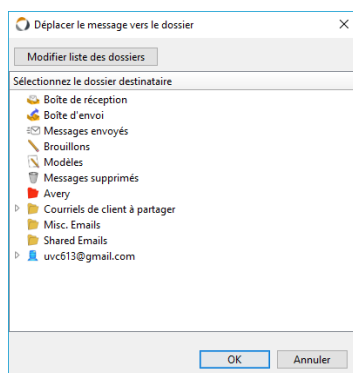 Déplacer le message vers le dossier
Modifier liste des dossiers
Sélectionnez le dossier destinataire
Boîte de réception
Boîte d'envoi
Messages envoyés
Brouillons
Modèles
Messages supprimés
Avery
Courriels de client à partager
Misc. Emails
Shared Emails
uvc613@gmail.com
OK Annuler